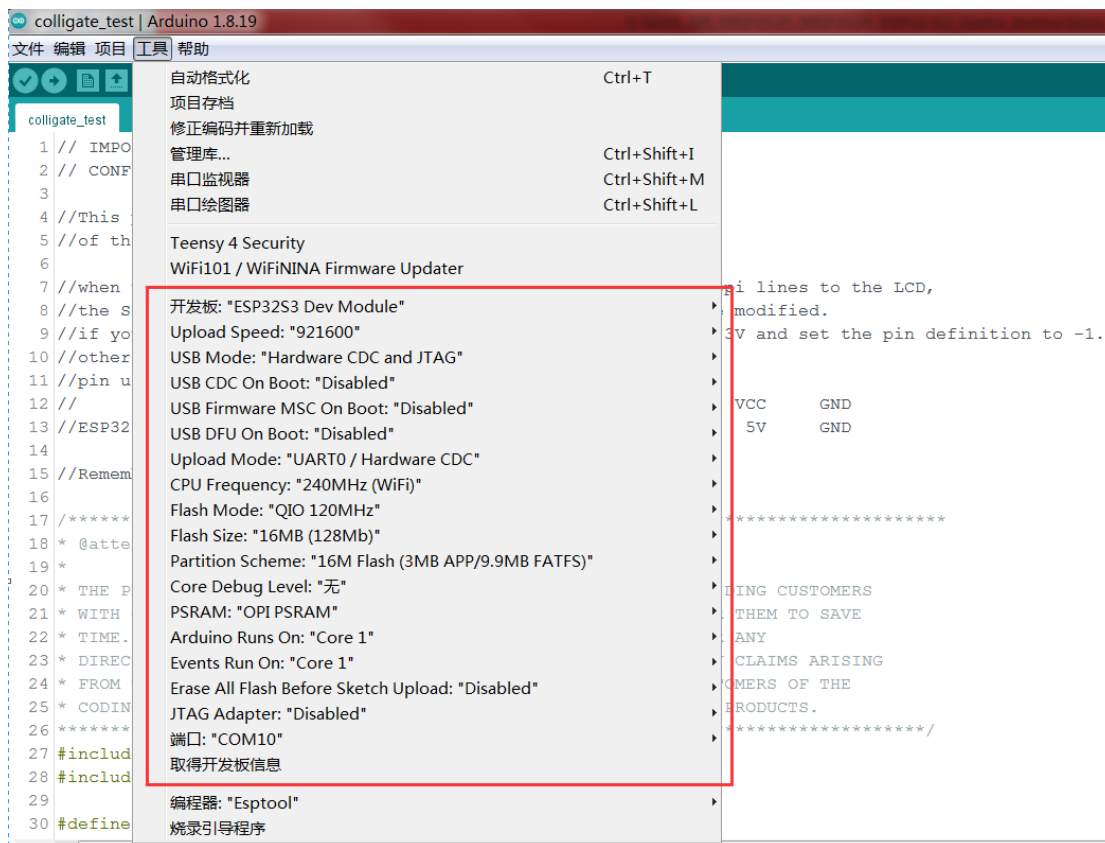 colligate_test | Arduino 1.8.19
文件 编辑 项目 工具 帮助
colligate_test
自动格式化 Ctrl+T
项目存档
修正编码并重新加载
管理库... Ctrl+Shift+I
串口监视器 Ctrl+Shift+M
串口绘图器 Ctrl+Shift+L
Teensy 4 Security
WiFi101 / WiFiNINA Firmware Updater
开发板: "ESP32S3 Dev Module"
Upload Speed: "921600"
USB Mode: "Hardware CDC and JTAG"
USB CDC On Boot: "Disabled"
USB Firmware MSC On Boot: "Disabled"
USB DFU On Boot: "Disabled"
Upload Mode: "UART0 / Hardware CDC"
CPU Frequency: "240MHz (WiFi)"
Flash Mode: "QIO 120MHz"
Flash Size: "16MB (128Mb)"
Partition Scheme: "16M Flash (3MB APP/9.9MB FATFS)"
Core Debug Level: "无"
PSRAM: "OPI PSRAM"
Arduino Runs On: "Core 1"
Events Run On: "Core 1"
Erase All Flash Before Sketch Upload: "Disabled"
JTAG Adapter: "Disabled"
端口: "COM10"
取得开发板信息
编程器: "Esptool"
烧录引导程序
1 // IMPO
2 // CONF
3
4 //This
5 //of th
6
7 //when pi lines to the LCD,
8 //the S modified.
9 //if yo 3V and set the pin definition to -1.
10 //other
11 //pin u
12 // VCC GND
13 //ESP32 5V GND
14
15 //Remem
16
17 /****** ********************
18 * @atte
19 *
20 * THE P DING CUSTOMERS
21 * WITH THEM TO SAVE
22 * TIME. ANY
23 * DIREC CLAIMS ARISING
24 * FROM OMERS OF THE
25 * CODIN PRODUCTS.
26 ******* *******************/
27 #includ
28 #includ
29
30 #define